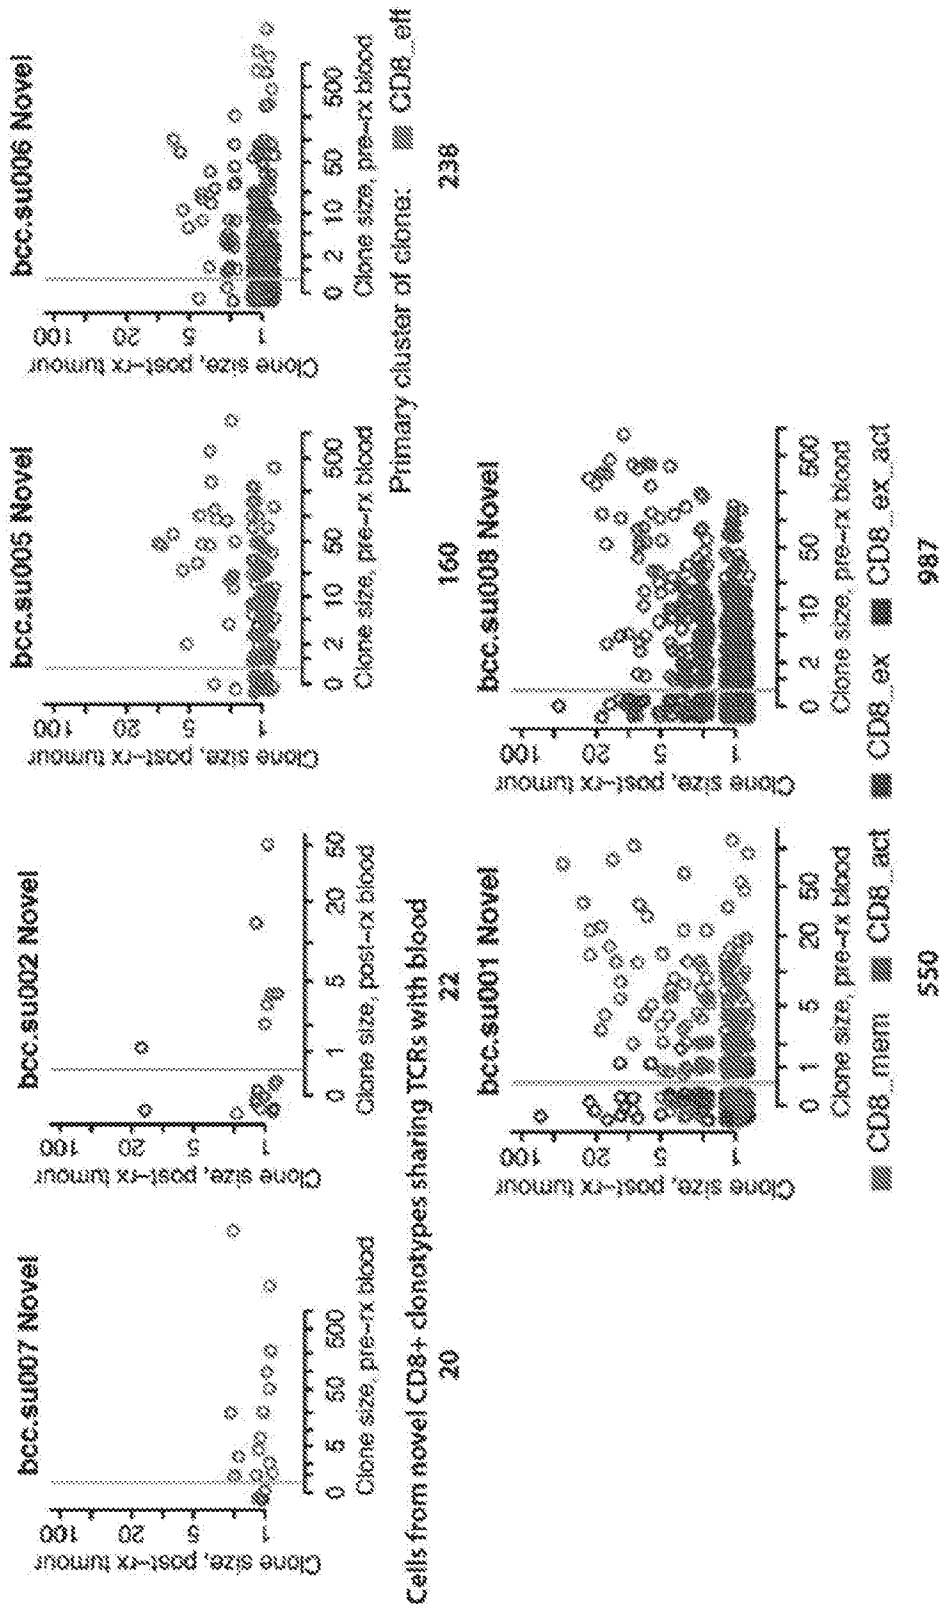 bcc.su007 Novel
Clone size, post-rx tumour
100
20
5
1
0 5 50 500
Clone size, pre-rx blood
bcc.su002 Novel
Clone size, post-rx tumour
100
20
5
1
0 1 5 20 50
Clone size, post-rx blood
bcc.su005 Novel
Clone size, post-rx tumour
100
20
5
1
0 2 10 50 500
Clone size, pre-rx blood
bcc.su006 Novel
Clone size, post-rx tumour
100
20
5
1
0 2 10 50 500
Clone size, pre-rx blood
Primary cluster of clone: CD8_eff
Cells from novel CD8+ clonotypes sharing TCRs with blood
20 22 160 238
bcc.su001 Novel
Clone size, post-rx tumour
100
20
5
1
0 1 5 20 50
Clone size, pre-rx blood
bcc.su008 Novel
Clone size, post-rx tumour
100
20
5
1
0 2 10 50 500
Clone size, pre-rx blood
CD8_mem CD8_act CD8_ex CD8_ex_act
550 987